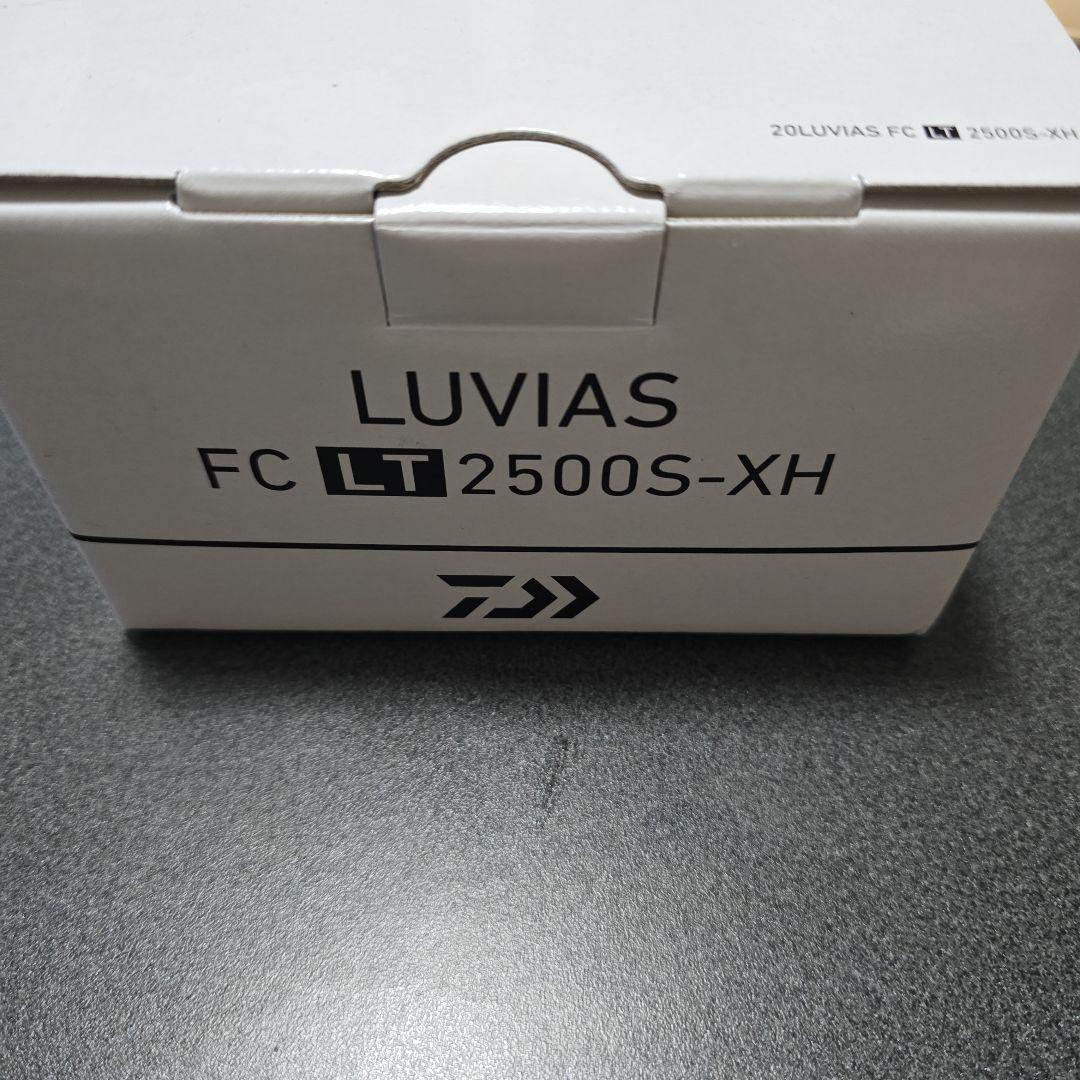 20LUVIAS FC LT 2500S-XH
LUVIAS
FC LT 2500S-XH